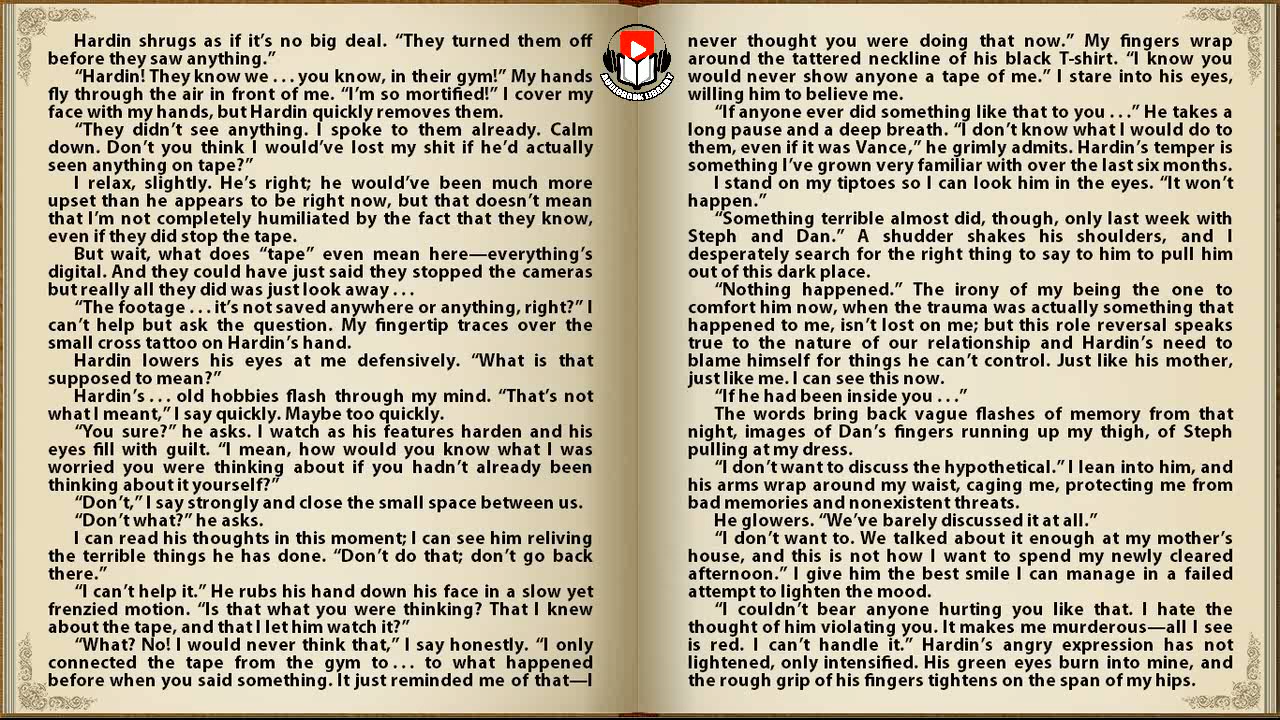 Hardin shrugs as if it’s no big deal. “They turned them off
before they saw anything.”
“Hardin! They know we . . . you know, in their gym!” My hands
fly through the air in front of me. “I’m so mortified!” I cover my
face with my hands, but Hardin quickly removes them.
“They didn’t see anything. I spoke to them already. Calm
down. Don’t you think I would’ve lost my shit if he’d actually
seen anything on tape?”
I relax, slightly. He’s right; he would’ve been much more
upset than he appears to be right now, but that doesn’t mean
that I’m not completely humiliated by the fact that they know,
even if they did stop the tape.
But wait, what does “tape” even mean here—everything’s
digital. And they could have just said they stopped the cameras
but really all they did was just look away . . .
“The footage . . . it’s not saved anywhere or anything, right?” I
can’t help but ask the question. My fingertip traces over the
small cross tattoo on Hardin’s hand.
Hardin lowers his eyes at me defensively. “What is that
supposed to mean?”
Hardin’s . . . old hobbies flash through my mind. “That’s not
what I meant,” I say quickly. Maybe too quickly.
“You sure?” he asks. I watch as his features harden and his
eyes fill with guilt. “I mean, how would you know what I was
worried you were thinking about if you hadn’t already been
thinking about it yourself?”
“Don’t,” I say strongly and close the small space between us.
“Don’t what?” he asks.
I can read his thoughts in this moment; I can see him reliving
the terrible things he has done. “Don’t do that; don’t go back
there.”
“I can’t help it.” He rubs his hand down his face in a slow yet
frenzied motion. “Is that what you were thinking? That I knew
about the tape, and that I let him watch it?”
“What? No! I would never think that,” I say honestly. “I only
connected the tape from the gym to . . . to what happened
before when you said something. It just reminded me of that—I
AUDIOBOOK LIBRARY
never thought you were doing that now.” My fingers wrap
around the tattered neckline of his black T-shirt. “I know you
would never show anyone a tape of me.” I stare into his eyes,
willing him to believe me.
“If anyone ever did something like that to you . . .” He takes a
long pause and a deep breath. “I don’t know what I would do to
them, even if it was Vance,” he grimly admits. Hardin’s temper is
something I’ve grown very familiar with over the last six months.
I stand on my tiptoes so I can look him in the eyes. “It won’t
happen.”
“Something terrible almost did, though, only last week with
Steph and Dan.” A shudder shakes his shoulders, and I
desperately search for the right thing to say to him to pull him
out of this dark place.
“Nothing happened.” The irony of my being the one to
comfort him now, when the trauma was actually something that
happened to me, isn’t lost on me; but this role reversal speaks
true to the nature of our relationship and Hardin’s need to
blame himself for things he can’t control. Just like his mother,
just like me. I can see this now.
“If he had been inside you . . .”
The words bring back vague flashes of memory from that
night, images of Dan’s fingers running up my thigh, of Steph
pulling at my dress.
“I don’t want to discuss the hypothetical.” I lean into him, and
his arms wrap around my waist, caging me, protecting me from
bad memories and nonexistent threats.
He glowers. “We’ve barely discussed it at all.”
“I don’t want to. We talked about it enough at my mother’s
house, and this is not how I want to spend my newly cleared
afternoon.” I give him the best smile I can manage in a failed
attempt to lighten the mood.
“I couldn’t bear anyone hurting you like that. I hate the
thought of him violating you. It makes me murderous—all I see
is red. I can’t handle it.” Hardin’s angry expression has not
lightened, only intensified. His green eyes burn into mine, and
the rough grip of his fingers tightens on the span of my hips.